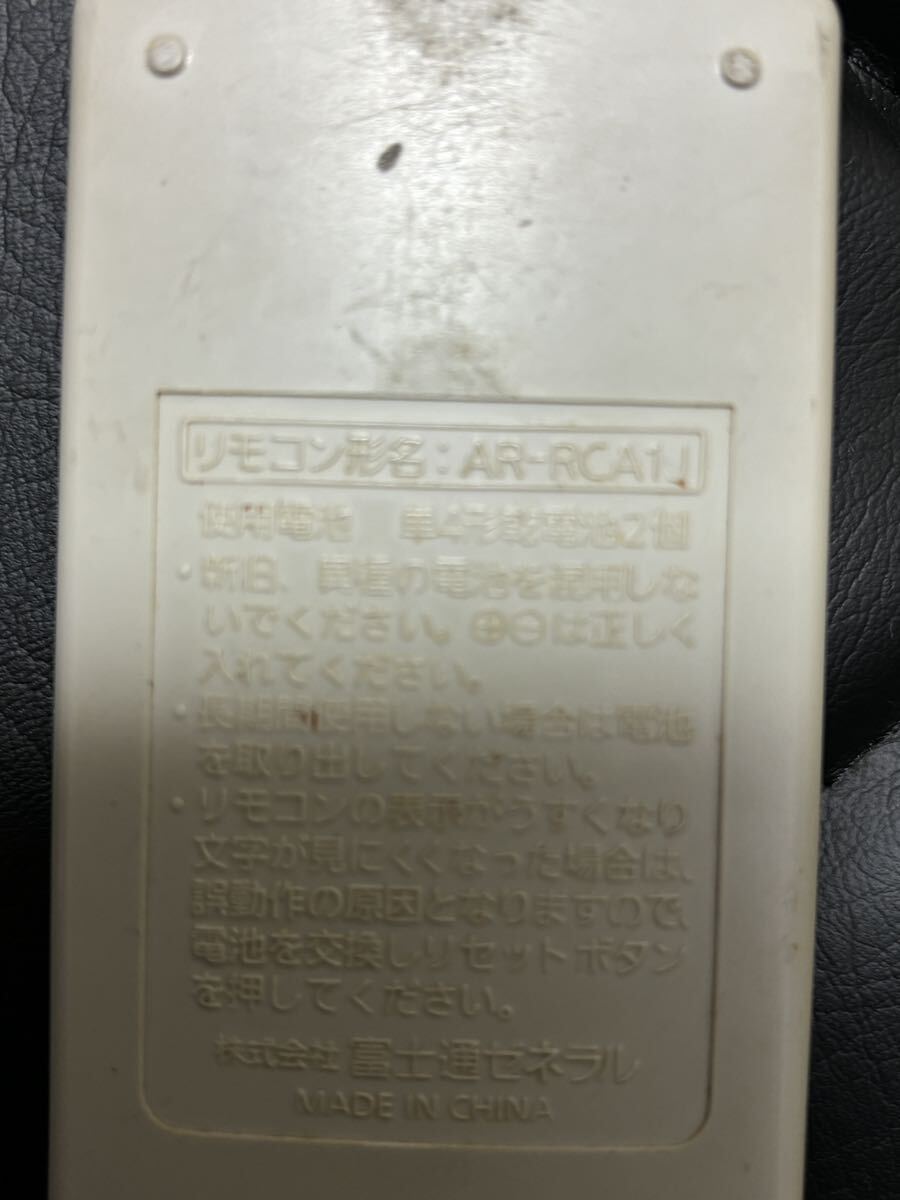 リモコン形名：AR-RCA1J
使用電池　単4形乾電池2個
・新旧、異種の電池を混用しな
いでください。⊕⊖は正しく
入れてください。
・長期間使用しない場合は電池
を取り出してください。
・リモコンの表示がうすくなり
文字が見にくくなった場合は、
誤動作の原因となりますので、
電池を交換しリセットボタン
を押してください。
株式会社 富士通ゼネラル
MADE IN CHINA